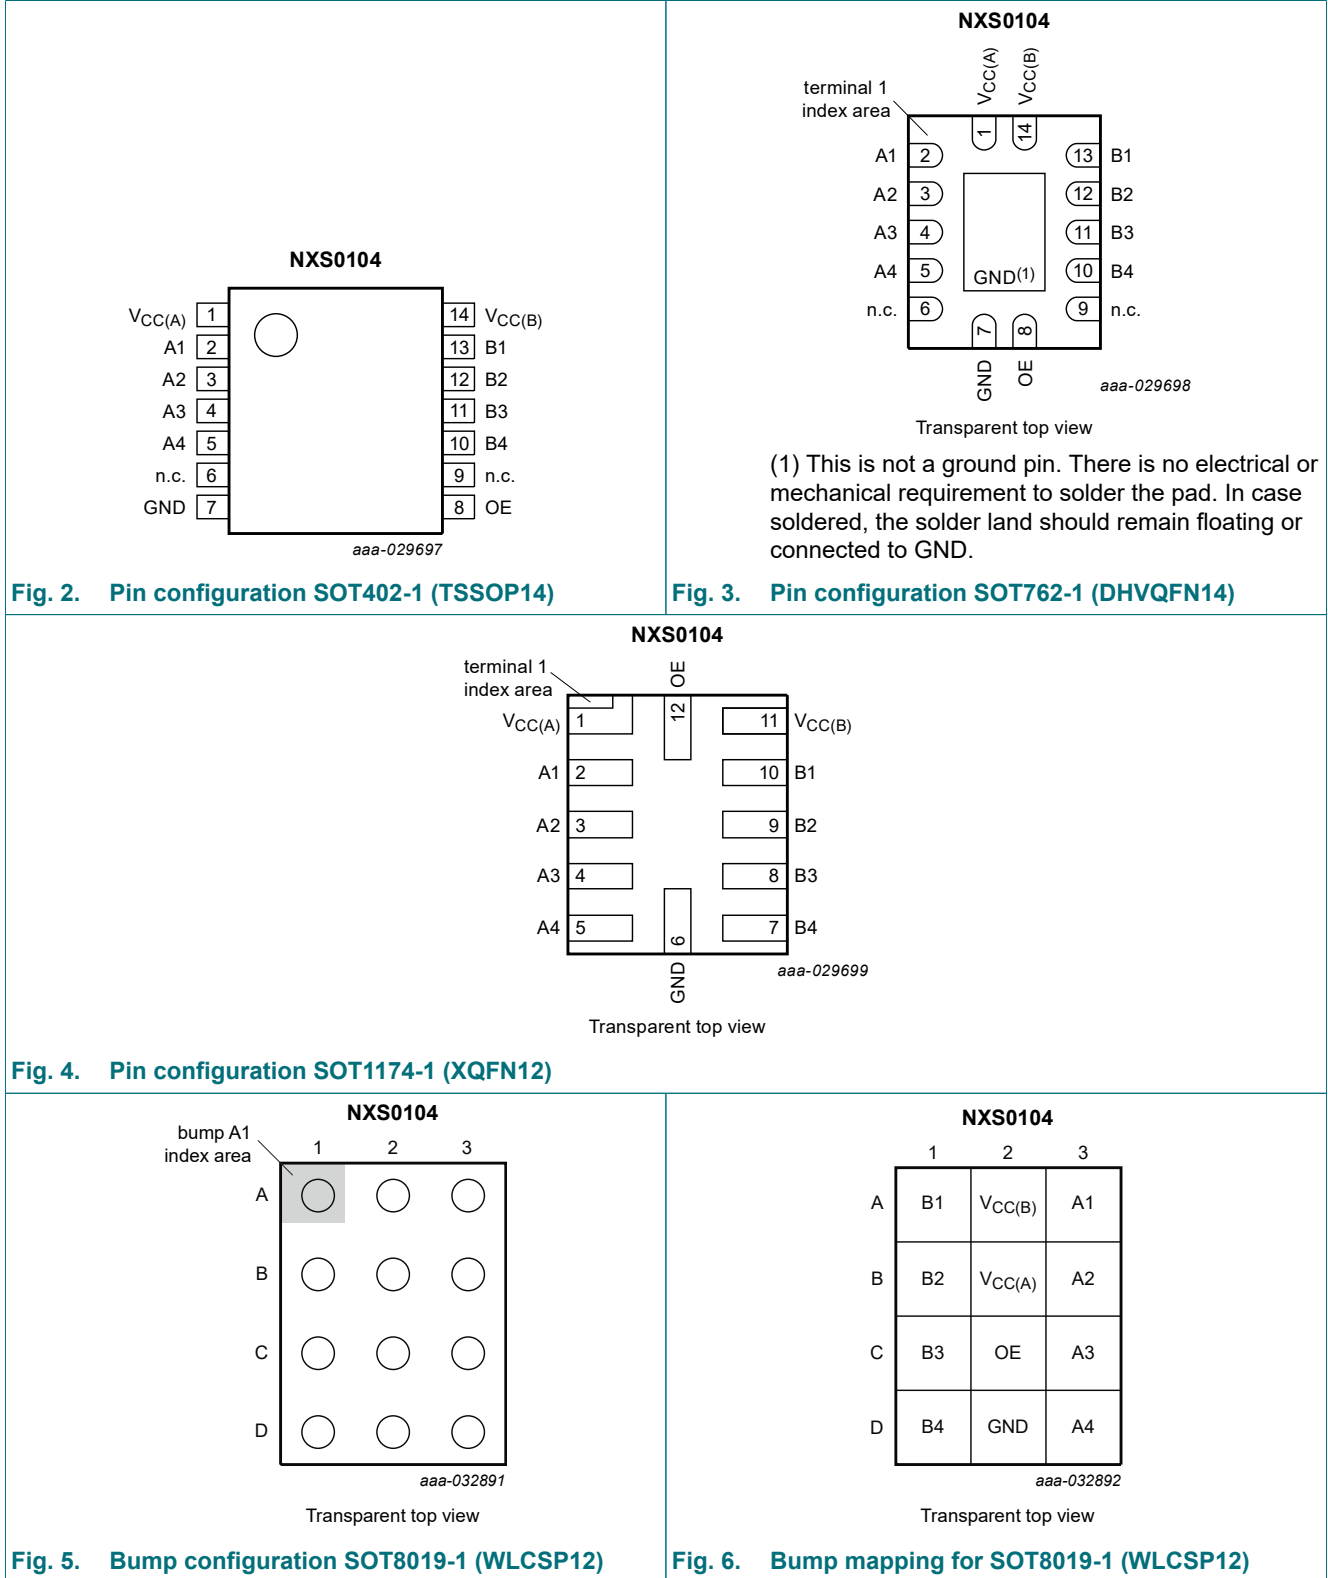 NXS0104
VCC(A) 1 14 VCC(B)
A1 2 13 B1
A2 3 12 B2
A3 4 11 B3
A4 5 10 B4
n.c. 6 9 n.c.
GND 7 8 OE
aaa-029697
Fig. 2. Pin configuration SOT402-1 (TSSOP14)
NXS0104
VCC(A) VCC(B)
terminal 1
index area
1 14
A1 2 13 B1
A2 3 12 B2
A3 4 11 B3
A4 5 10 B4
GND(1)
n.c. 6 9 n.c.
7 8
GND OE
aaa-029698
Transparent top view
(1) This is not a ground pin. There is no electrical or
mechanical requirement to solder the pad. In case
soldered, the solder land should remain floating or
connected to GND.
Fig. 3. Pin configuration SOT762-1 (DHVQFN14)
NXS0104
terminal 1
index area
OE
VCC(A) 1 12 11 VCC(B)
A1 2 10 B1
A2 3 9 B2
A3 4 8 B3
A4 5 6 7 B4
GND
aaa-029699
Transparent top view
Fig. 4. Pin configuration SOT1174-1 (XQFN12)
NXS0104
bump A1
index area
1 2 3
A
B
C
D
aaa-032891
Transparent top view
Fig. 5. Bump configuration SOT8019-1 (WLCSP12)
NXS0104
1 2 3
A B1 VCC(B) A1
B B2 VCC(A) A2
C B3 OE A3
D B4 GND A4
aaa-032892
Transparent top view
Fig. 6. Bump mapping for SOT8019-1 (WLCSP12)